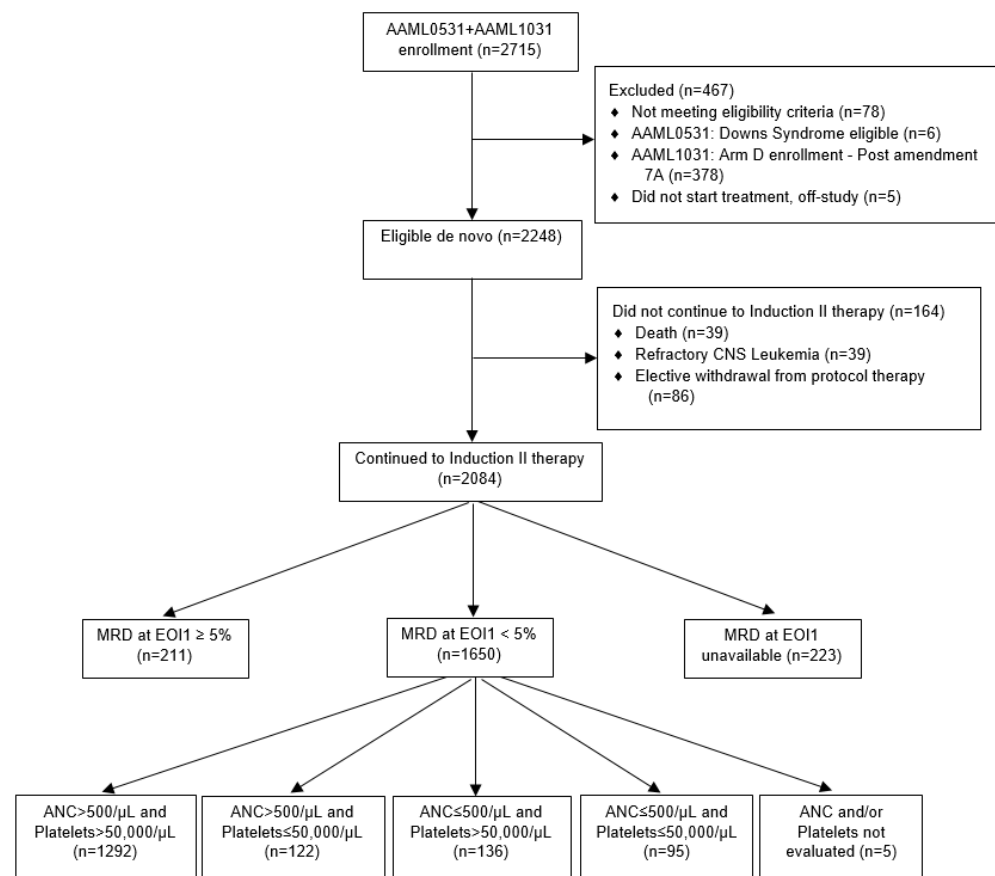 AAML0531+AAML1031
enrollment (n=2715)
Excluded (n=467)
♦ Not meeting eligibility criteria (n=78)
♦ AAML0531: Downs Syndrome eligible (n=6)
♦ AAML1031: Arm D enrollment - Post amendment
7A (n=378)
♦ Did not start treatment, off-study (n=5)
Eligible de novo (n=2248)
Did not continue to Induction II therapy (n=164)
♦ Death (n=39)
♦ Refractory CNS Leukemia (n=39)
♦ Elective withdrawal from protocol therapy
(n=86)
Continued to Induction II therapy
(n=2084)
MRD at EOI1 ≥ 5%
(n=211)
MRD at EOI1 < 5%
(n=1650)
MRD at EOI1
unavailable (n=223)
ANC>500/µL and
Platelets>50,000/µL
(n=1292)
ANC>500/µL and
Platelets≤50,000/µL
(n=122)
ANC≤500/µL and
Platelets>50,000/µL
(n=136)
ANC≤500/µL and
Platelets≤50,000/µL
(n=95)
ANC and/or
Platelets not
evaluated (n=5)